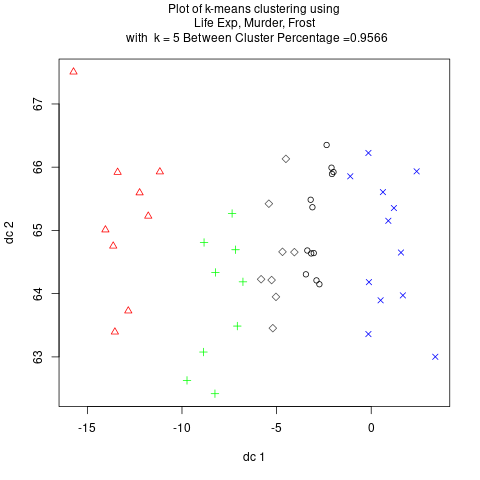 Plot of k-means clustering using
Life Exp, Murder, Frost
with k = 5 Between Cluster Percentage =0.9566
67
66
65
64
63
dc 2
-15 -10 -5 0
dc 1